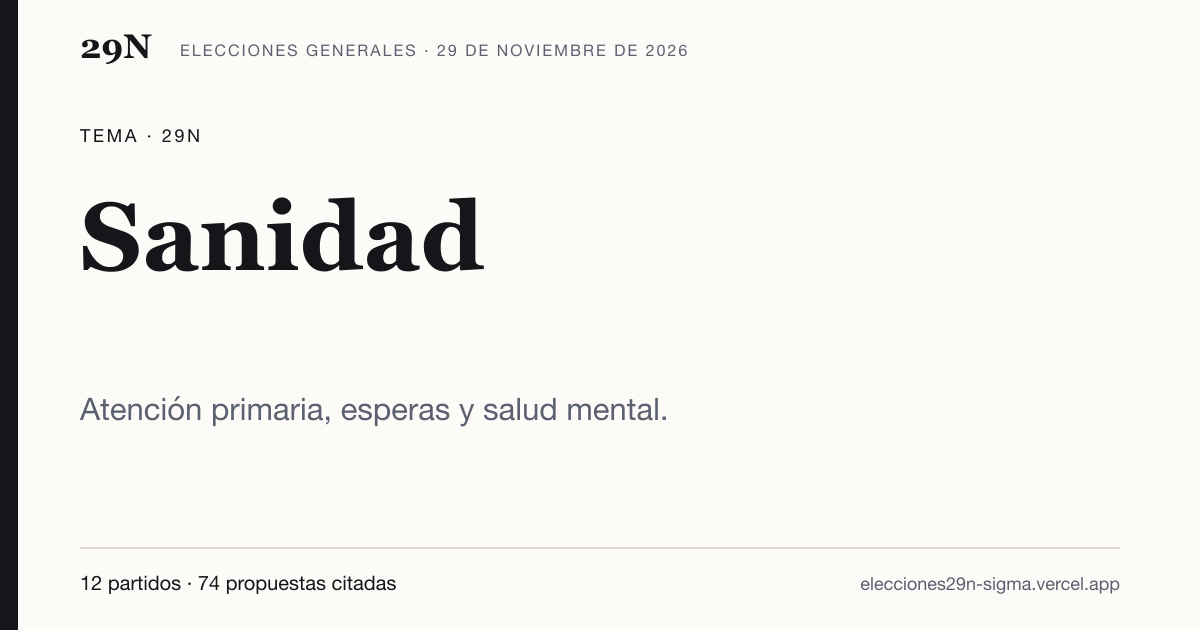 29N ELECCIONES GENERALES · 29 DE NOVIEMBRE DE 2026
TEMA · 29N
Sanidad
Atención primaria, esperas y salud mental.
12 partidos · 74 propuestas citadas
elecciones29n-sigma.vercel.app